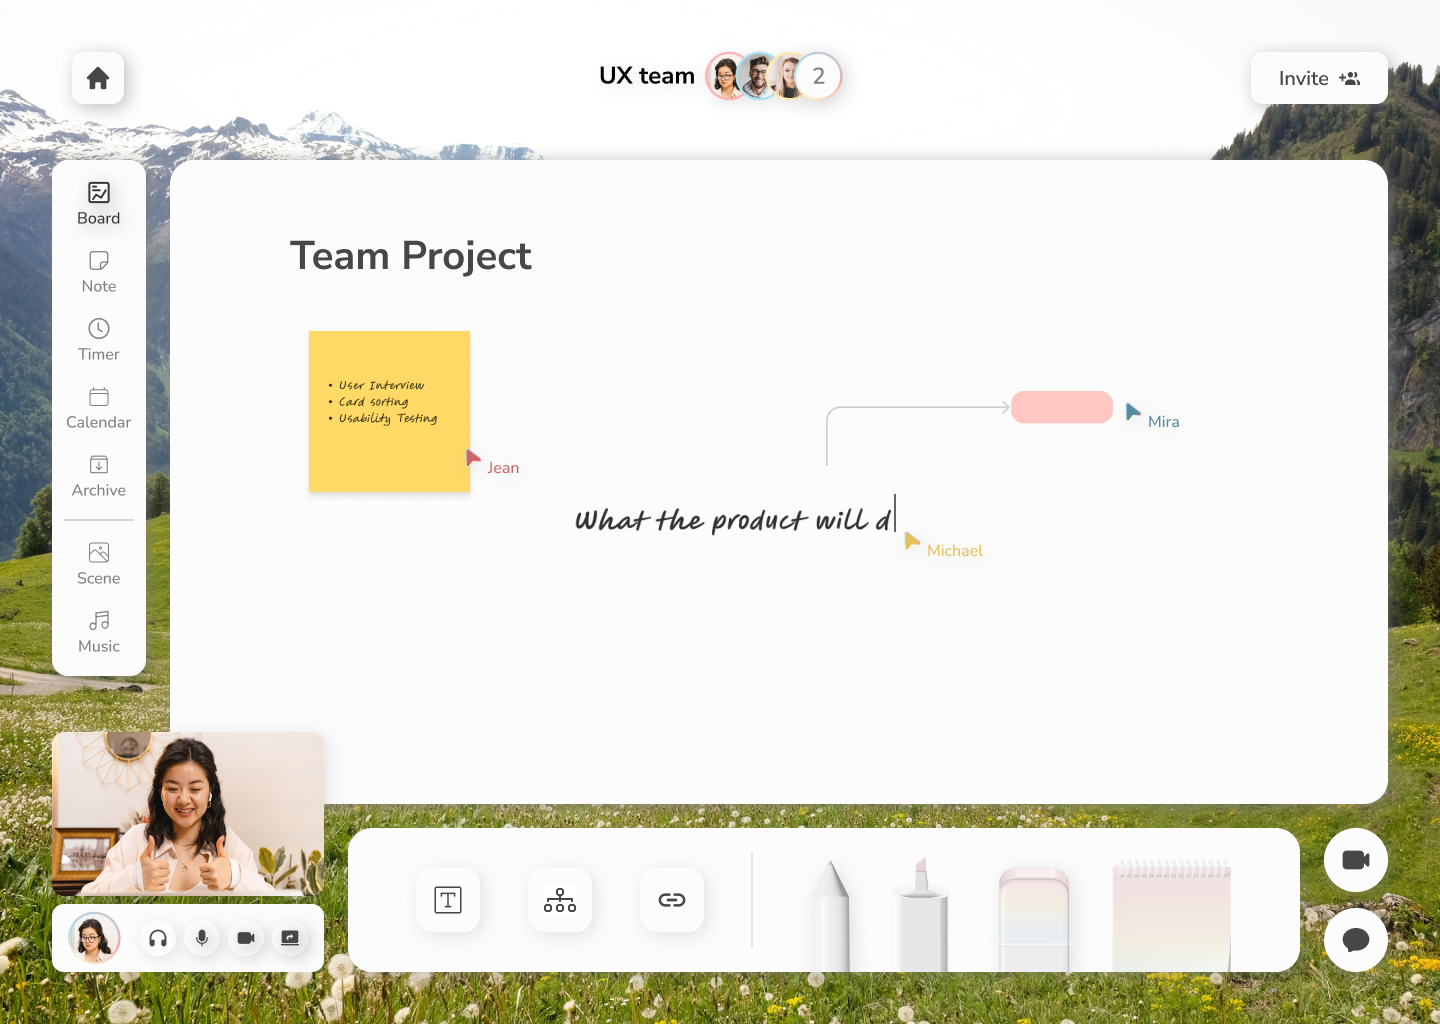 UX team 2
Invite
Board
Note
Timer
Calendar
Archive
Scene
Music
Team Project
• User Interview
• Card sorting
• Usability Testing
Jean
Mira
What the product will d
Michael
T